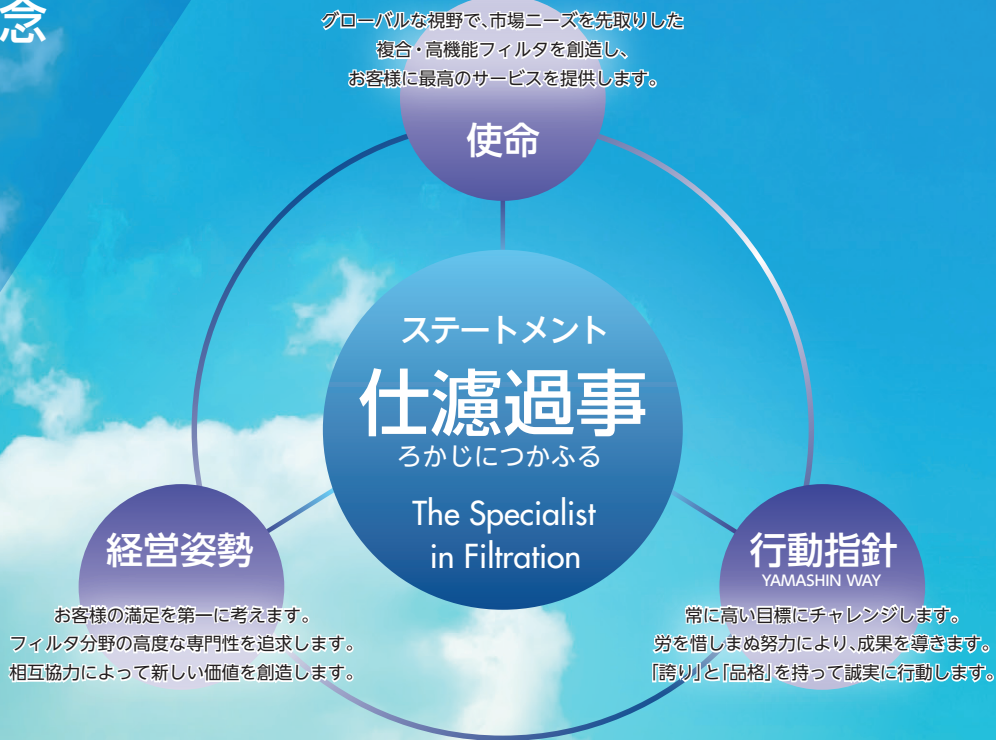 念
グローバルな視野で、市場ニーズを先取りした
複合・高機能フィルタを創造し、
お客様に最高のサービスを提供します。
使命
ステートメント
仕濾過事
ろかじにつかふる
The Specialist
in Filtration
経営姿勢
お客様の満足を第一に考えます。
フィルタ分野の高度な専門性を追求します。
相互協力によって新しい価値を創造します。
行動指針
YAMASHIN WAY
常に高い目標にチャレンジします。
労を惜しまぬ努力により、成果を導きます。
「誇り」と「品格」を持って誠実に行動します。